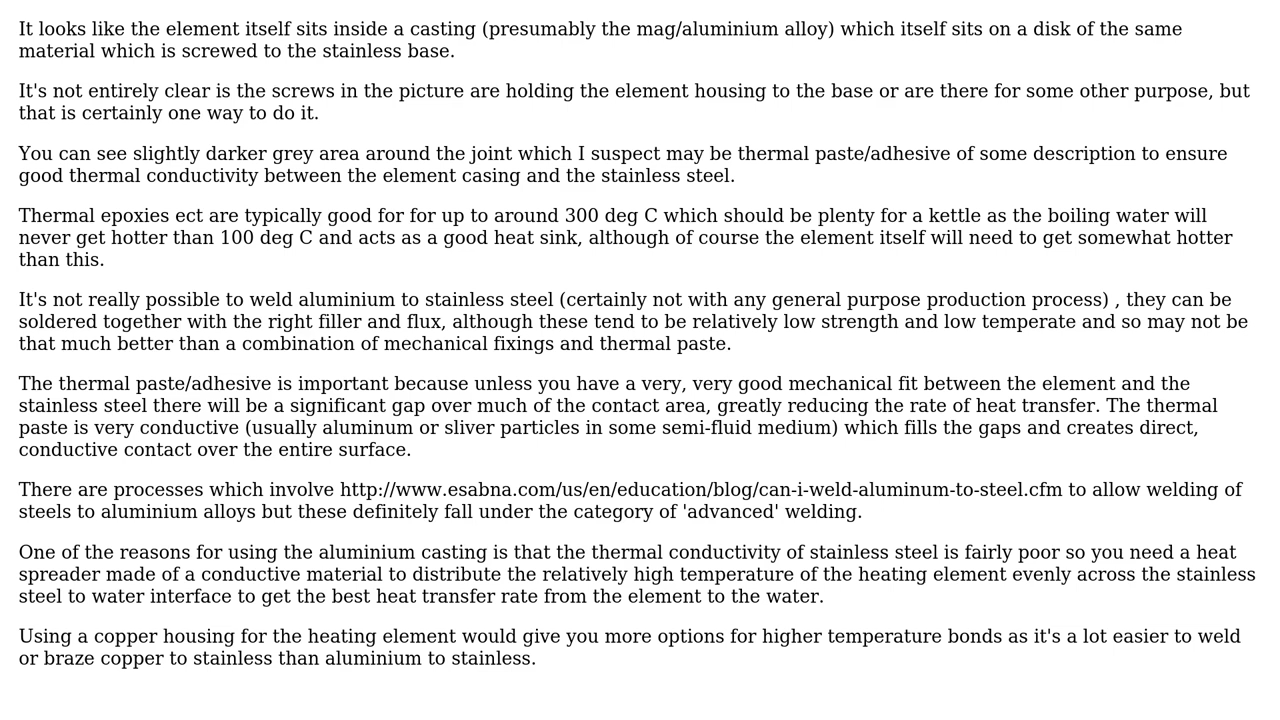 It looks like the element itself sits inside a casting (presumably the mag/aluminium alloy) which itself sits on a disk of the same
material which is screwed to the stainless base.
It's not entirely clear is the screws in the picture are holding the element housing to the base or are there for some other purpose, but
that is certainly one way to do it.
You can see slightly darker grey area around the joint which I suspect may be thermal paste/adhesive of some description to ensure
good thermal conductivity between the element casing and the stainless steel.
Thermal epoxies ect are typically good for for up to around 300 deg C which should be plenty for a kettle as the boiling water will
never get hotter than 100 deg C and acts as a good heat sink, although of course the element itself will need to get somewhat hotter
than this.
It's not really possible to weld aluminium to stainless steel (certainly not with any general purpose production process) , they can be
soldered together with the right filler and flux, although these tend to be relatively low strength and low temperate and so may not be
that much better than a combination of mechanical fixings and thermal paste.
The thermal paste/adhesive is important because unless you have a very, very good mechanical fit between the element and the
stainless steel there will be a significant gap over much of the contact area, greatly reducing the rate of heat transfer. The thermal
paste is very conductive (usually aluminum or sliver particles in some semi-fluid medium) which fills the gaps and creates direct,
conductive contact over the entire surface.
There are processes which involve http://www.esabna.com/us/en/education/blog/can-i-weld-aluminum-to-steel.cfm to allow welding of
steels to aluminium alloys but these definitely fall under the category of 'advanced' welding.
One of the reasons for using the aluminium casting is that the thermal conductivity of stainless steel is fairly poor so you need a heat
spreader made of a conductive material to distribute the relatively high temperature of the heating element evenly across the stainless
steel to water interface to get the best heat transfer rate from the element to the water.
Using a copper housing for the heating element would give you more options for higher temperature bonds as it's a lot easier to weld
or braze copper to stainless than aluminium to stainless.